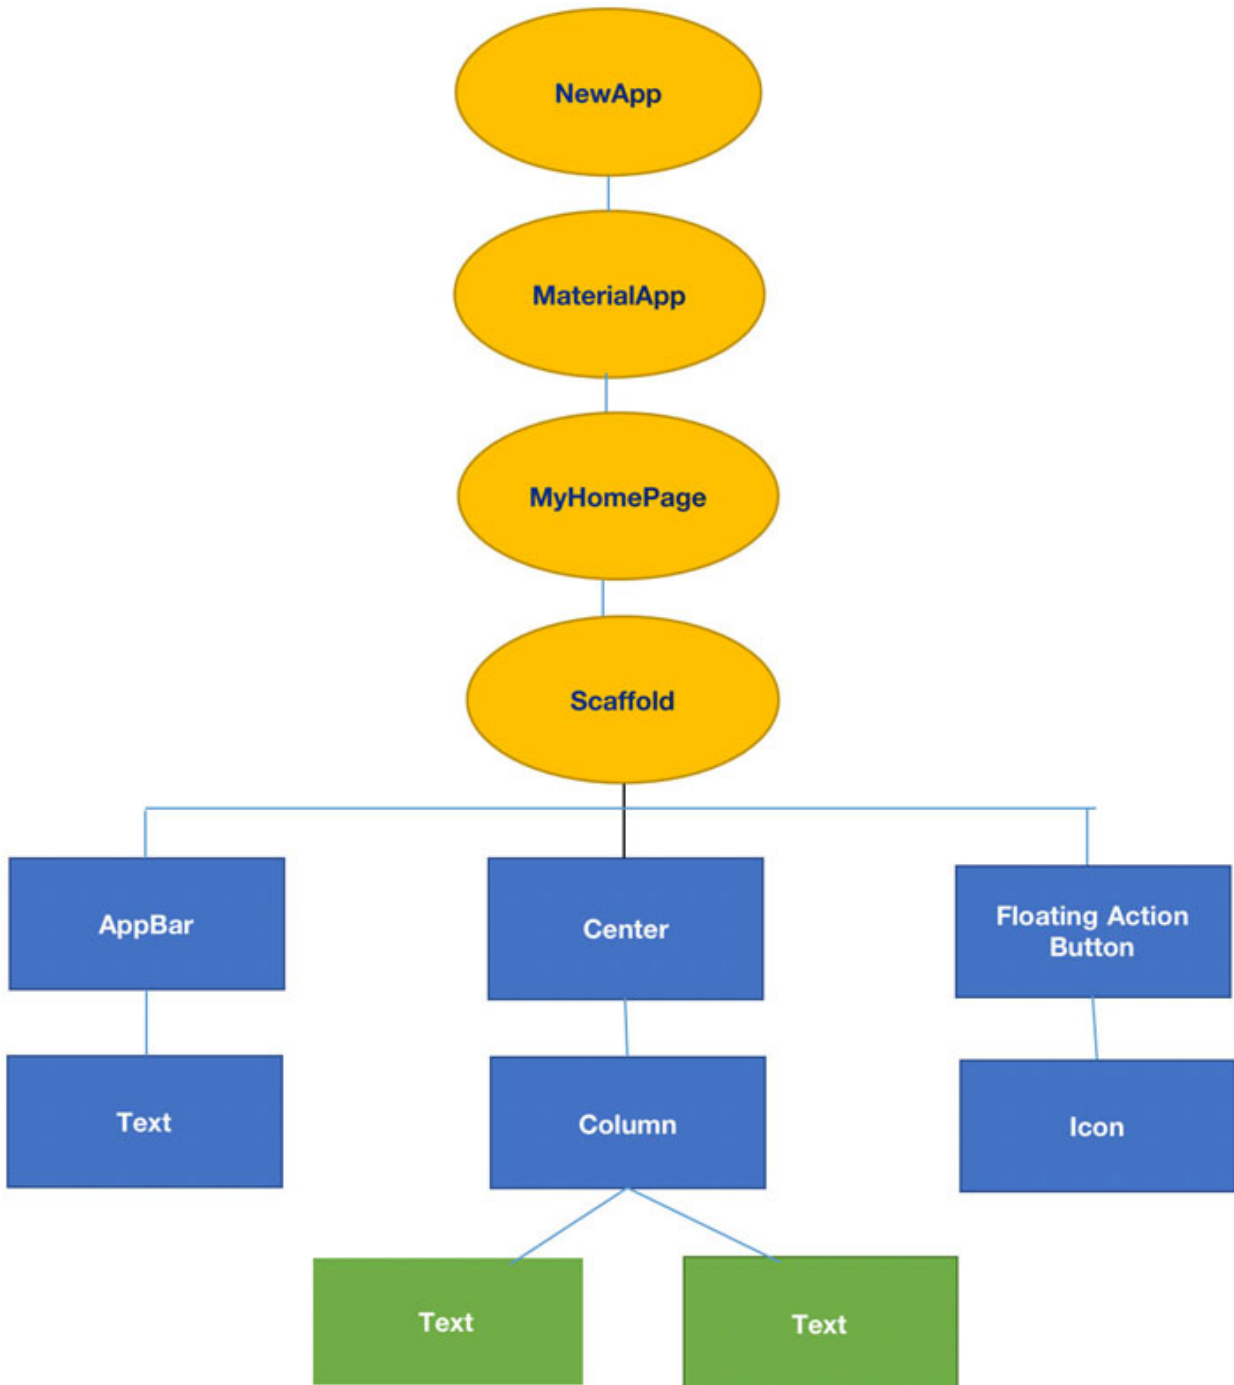 NewApp
MaterialApp
MyHomePage
Scaffold
AppBar
Center
Floating Action
Button
Text
Column
Icon
Text
Text